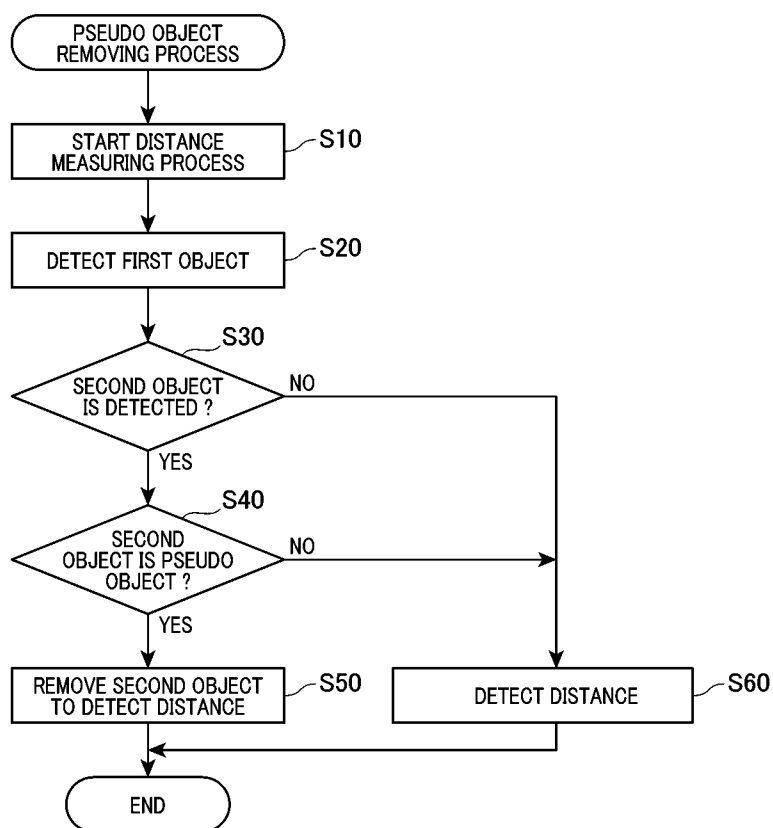 PSEUDO OBJECT
REMOVING PROCESS
START DISTANCE
MEASURING PROCESS
S10
DETECT FIRST OBJECT
S20
S30
SECOND OBJECT
IS DETECTED ?
NO
YES
S40
SECOND
OBJECT IS PSEUDO
OBJECT ?
NO
YES
REMOVE SECOND OBJECT
TO DETECT DISTANCE
S50
DETECT DISTANCE
S60
END